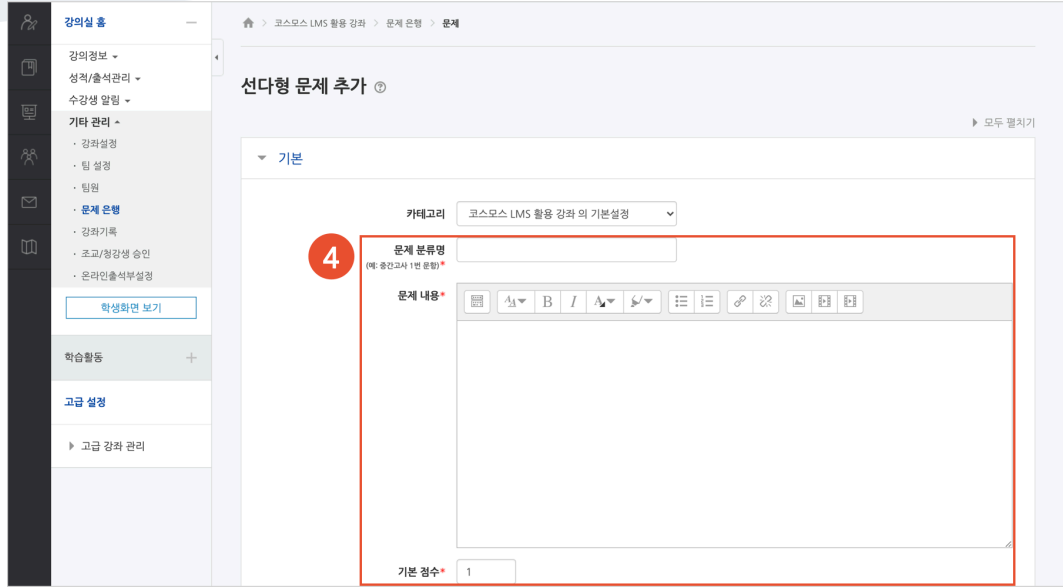 강의실 홈
코스모스 LMS 활용 강좌 > 문제 은행 > 문제
강의정보
성적/출석관리
수강생 알림
기타 관리
· 강좌설정
· 팀 설정
· 팀원
· 문제 은행
· 강좌기록
· 조교/청강생 승인
· 온라인출석부설정
학생화면 보기
학습활동
고급 설정
고급 강좌 관리
선다형 문제 추가
모두 펼치기
기본
카테고리 코스모스 LMS 활용 강좌 의 기본설정
4
문제 분류명
(예: 중간고사 1번 문항)*
문제 내용*
기본 점수* 1